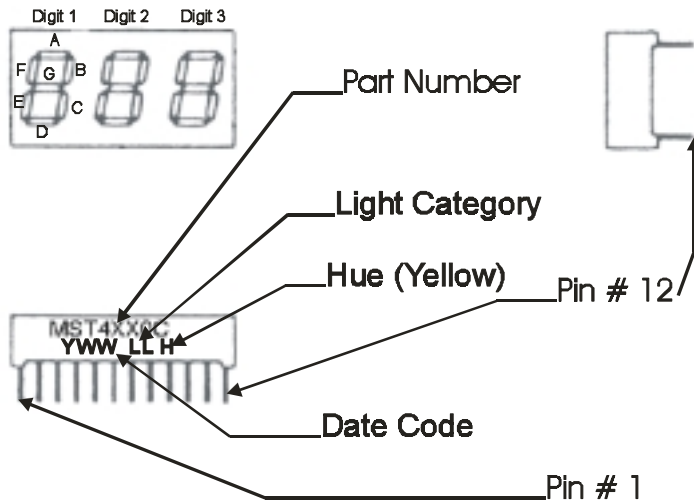 Digit 1 Digit 2 Digit 3
A
F G B
E C
D
Part Number
Light Category
Hue (Yellow)
Pin # 12
MST4XX0C
YWW LL H
Date Code
Pin # 1